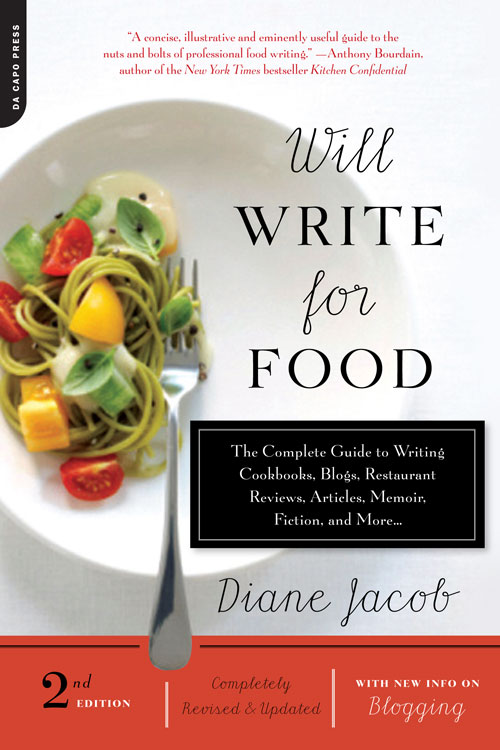 DA CAPO PRESS
“A concise, illustrative and eminently useful guide to the
nuts and bolts of professional food writing.” —Anthony Bourdain,
author of the New York Times bestseller Kitchen Confidential
Will
WRITE
for
FOOD
The Complete Guide to Writing
Cookbooks, Blogs, Restaurant
Reviews, Articles, Memoir,
Fiction, and More...
Diane Jacob
2nd
EDITION
Completely
Revised & Updated
WITH NEW INFO ON
Blogging